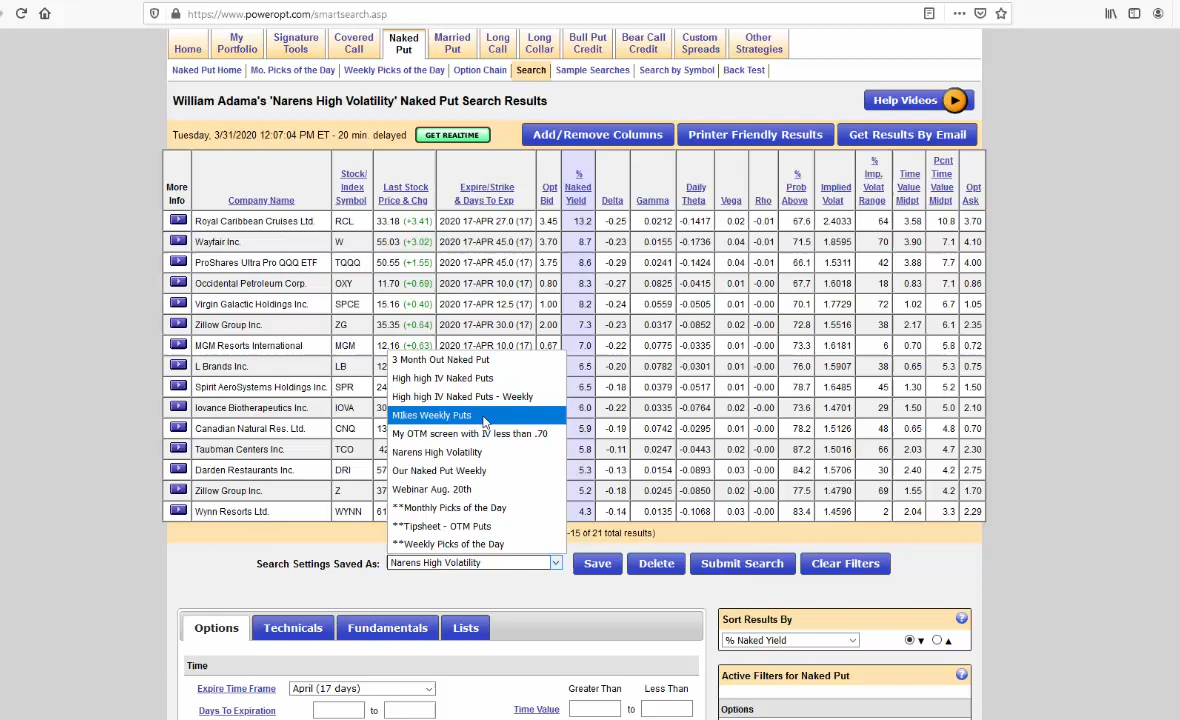 https://www.poweropt.com/smartsearch.asp
Home
My Portfolio
Signature Tools
Covered Call
Naked Put
Married Put
Long Call
Long Collar
Bull Put Credit
Bear Call Credit
Custom Spreads
Other Strategies
Naked Put Home | Mo. Picks of the Day | Weekly Picks of the Day | Option Chain | Search | Sample Searches | Search by Symbol | Back Test |
William Adama's 'Narens High Volatility' Naked Put Search Results
Help Videos
Tuesday, 3/31/2020 12:07:04 PM ET - 20 min. delayed GET REALTIME Add/Remove Columns Printer Friendly Results Get Results By Email
More Info Company Name Stock/ Index Symbol Last Stock Price & Chg Expire/Strike & Days To Exp Opt Bid % Naked Yield Delta Gamma Daily Theta Vega Rho % Prob Above Implied Volat % Imp. Volat Range Time Value Midpt Pcnt Time Value Midpt Opt Ask
Royal Caribbean Cruises Ltd. RCL 33.18 (+3.41) 2020 17-APR 27.0 (17) 3.45 13.2 -0.25 0.0212 -0.1417 0.02 -0.01 67.6 2.4033 64 3.58 10.8 3.70
Wayfair Inc. W 55.03 (+3.02) 2020 17-APR 45.0 (17) 3.70 8.7 -0.23 0.0155 -0.1736 0.04 -0.01 71.5 1.8595 70 3.90 7.1 4.10
ProShares Ultra Pro QQQ ETF TQQQ 50.55 (+1.55) 2020 17-APR 45.0 (17) 3.75 8.6 -0.29 0.0241 -0.1424 0.04 -0.01 66.1 1.5311 42 3.88 7.7 4.00
Occidental Petroleum Corp. OXY 11.70 (+0.69) 2020 17-APR 10.0 (17) 0.80 8.3 -0.27 0.0825 -0.0415 0.01 -0.00 67.7 1.6018 18 0.83 7.1 0.86
Virgin Galactic Holdings Inc. SPCE 15.16 (+0.40) 2020 17-APR 12.5 (17) 1.00 8.2 -0.24 0.0559 -0.0505 0.01 -0.00 70.1 1.7729 72 1.02 6.7 1.05
Zillow Group Inc. ZG 35.35 (+0.64) 2020 17-APR 30.0 (17) 2.00 7.3 -0.23 0.0317 -0.0852 0.02 -0.00 72.8 1.5516 38 2.17 6.1 2.35
MGM Resorts International MGM 12.16 (+0.63) 2020 17-APR 10.0 (17) 0.67 7.0 -0.22 0.0775 -0.0335 0.01 -0.00 73.3 1.6181 6 0.70 5.8 0.72
L Brands Inc. LB 12 6.5 -0.20 0.0782 -0.0301 0.01 -0.00 76.0 1.5907 38 0.65 5.3 0.75
Spirit AeroSystems Holdings Inc. SPR 24 6.5 -0.18 0.0379 -0.0517 0.01 -0.00 78.7 1.6485 45 1.30 5.2 1.50
Iovance Biotherapeutics Inc. IOVA 30 6.0 -0.22 0.0335 -0.0764 0.02 -0.00 73.6 1.4701 29 1.50 5.0 2.10
Canadian Natural Res. Ltd. CNQ 13 5.9 -0.19 0.0742 -0.0295 0.01 -0.00 78.2 1.5126 48 0.65 4.8 0.70
Taubman Centers Inc. TCO 42 5.8 -0.11 0.0247 -0.0443 0.02 -0.00 87.2 1.5016 66 2.03 4.7 2.30
Darden Restaurants Inc. DRI 57 5.3 -0.13 0.0154 -0.0893 0.03 -0.00 84.2 1.5706 30 2.40 4.2 2.75
Zillow Group Inc. Z 37 5.2 -0.18 0.0245 -0.0850 0.02 -0.00 77.5 1.4790 69 1.55 4.2 1.70
Wynn Resorts Ltd. WYNN 61 4.3 -0.14 0.0135 -0.1068 0.03 -0.00 83.4 1.4596 2 2.04 3.3 2.29
3 Month Out Naked Put
High high IV Naked Puts
High high IV Naked Puts - Weekly
MIkes Weekly Puts
My OTM screen with IV less than .70
Narens High Volatility
Our Naked Put Weekly
Webinar Aug. 20th
**Monthly Picks of the Day
**Tipsheet - OTM Puts
**Weekly Picks of the Day
-15 of 21 total results)
Search Settings Saved As: Narens High Volatility Save Delete Submit Search Clear Filters
Options Technicals Fundamentals Lists
Sort Results By ?
% Naked Yield
Time
Active Filters for Naked Put ?
Expire Time Frame April (17 days) Greater Than Less Than
Days To Expiration to Time Value to
Options